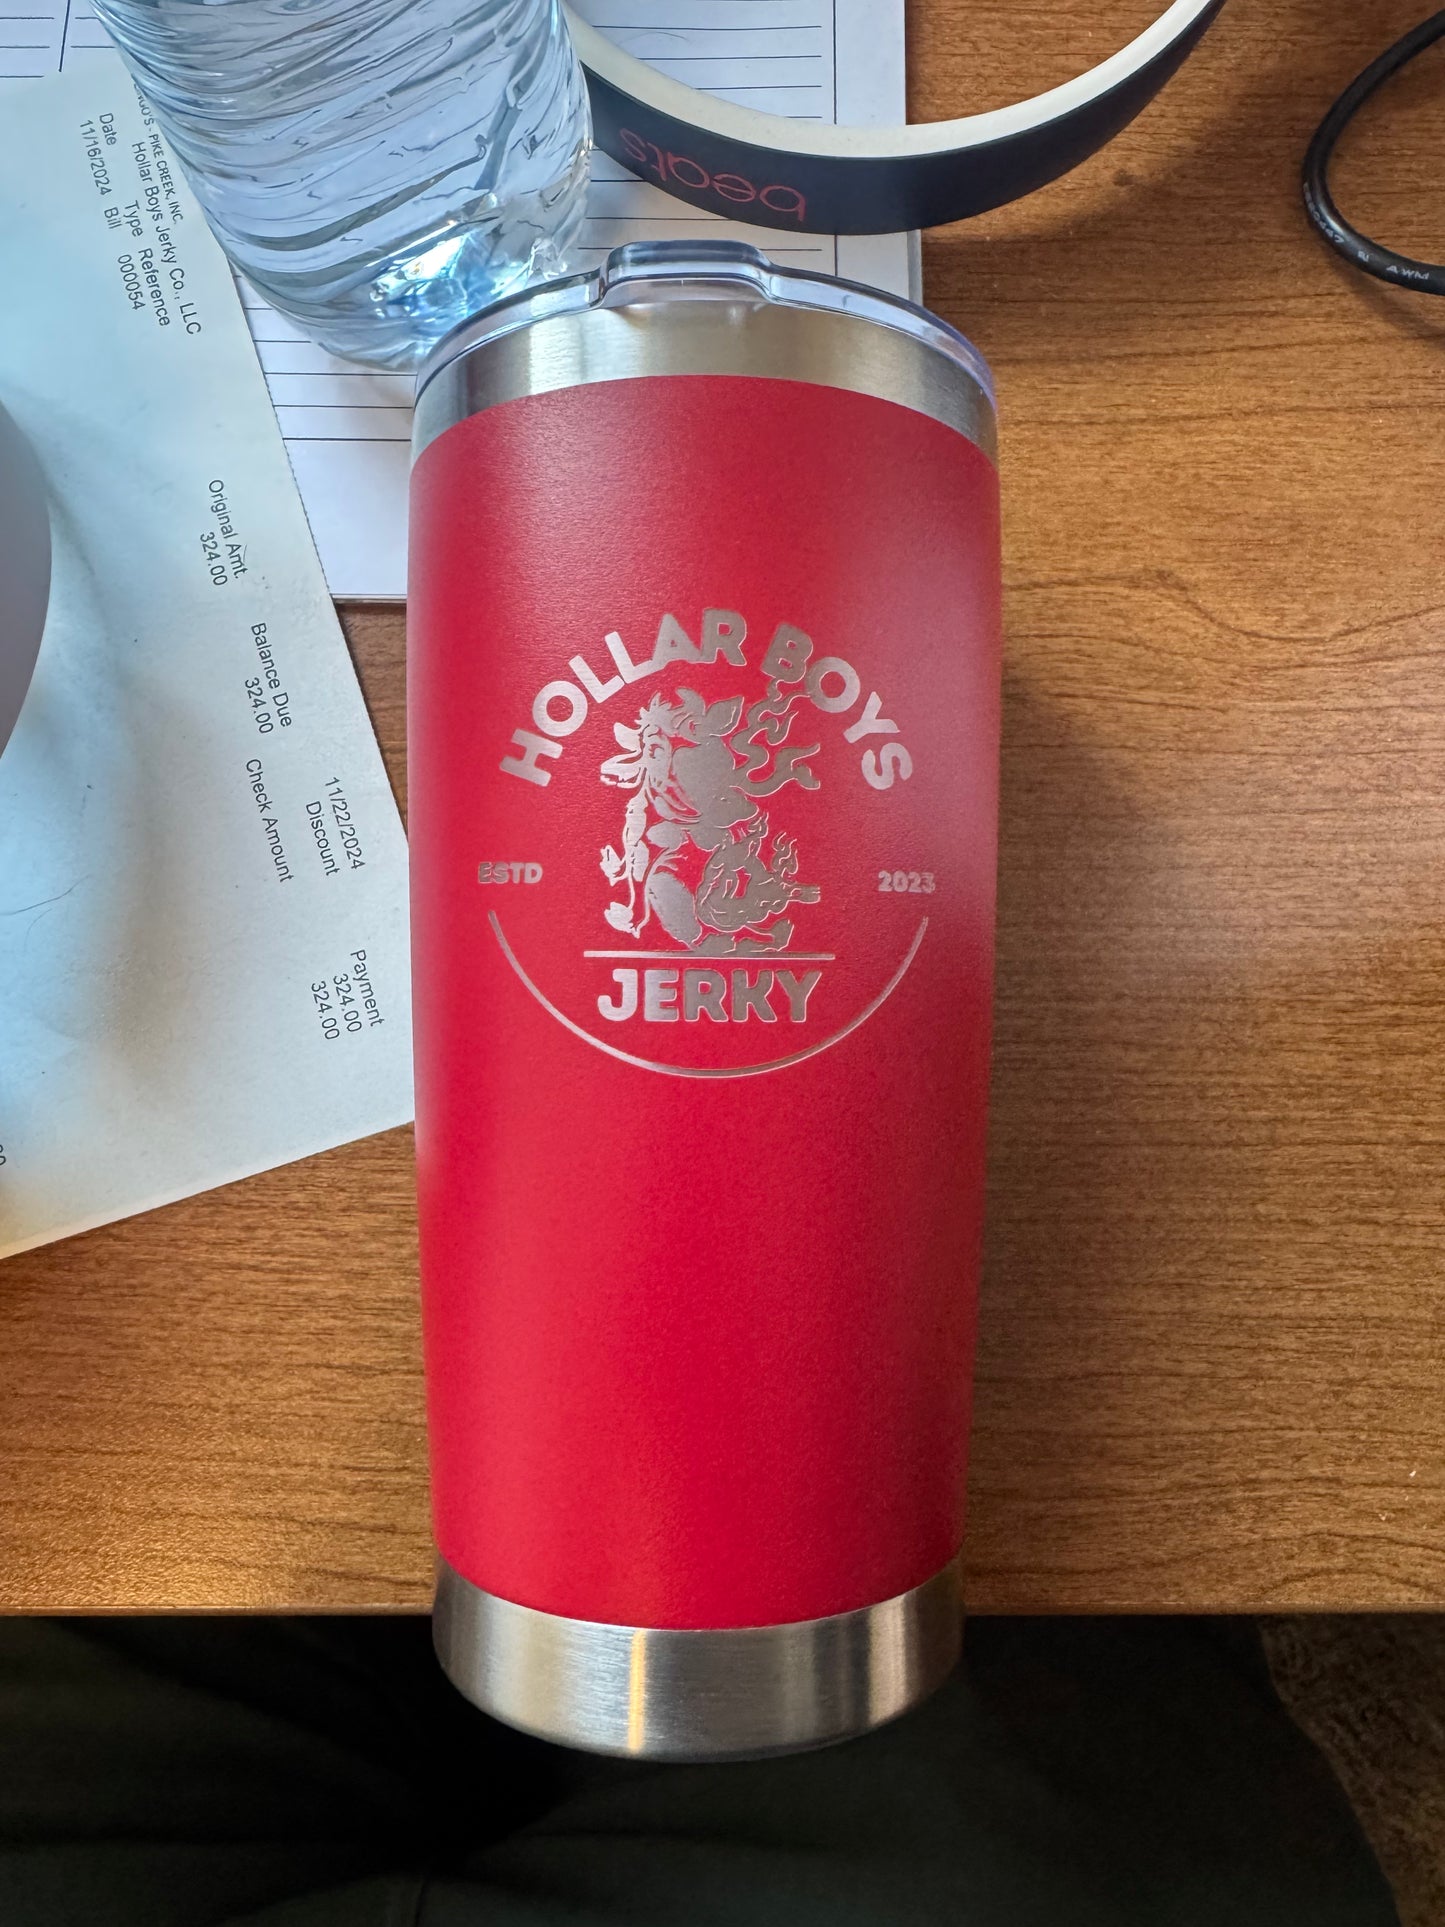 HOLLAR BOYS
ESTD 2023
JERKY
beats
PIKE CREEK, INC.
Hollar Boys Jerky Co., LLC
Date Type Reference
11/16/2024 Bill 000054
Original Amt.
324.00
Balance Due
324.00
11/22/2024
Discount
Check Amount
Payment
324.00
324.00